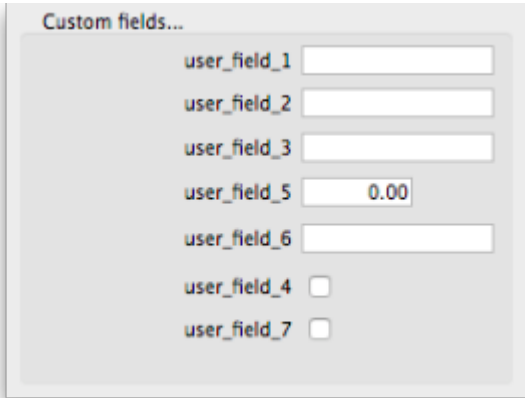 Custom fields...
user_field_1
user_field_2
user_field_3
user_field_5 0.00
user_field_6
user_field_4
user_field_7